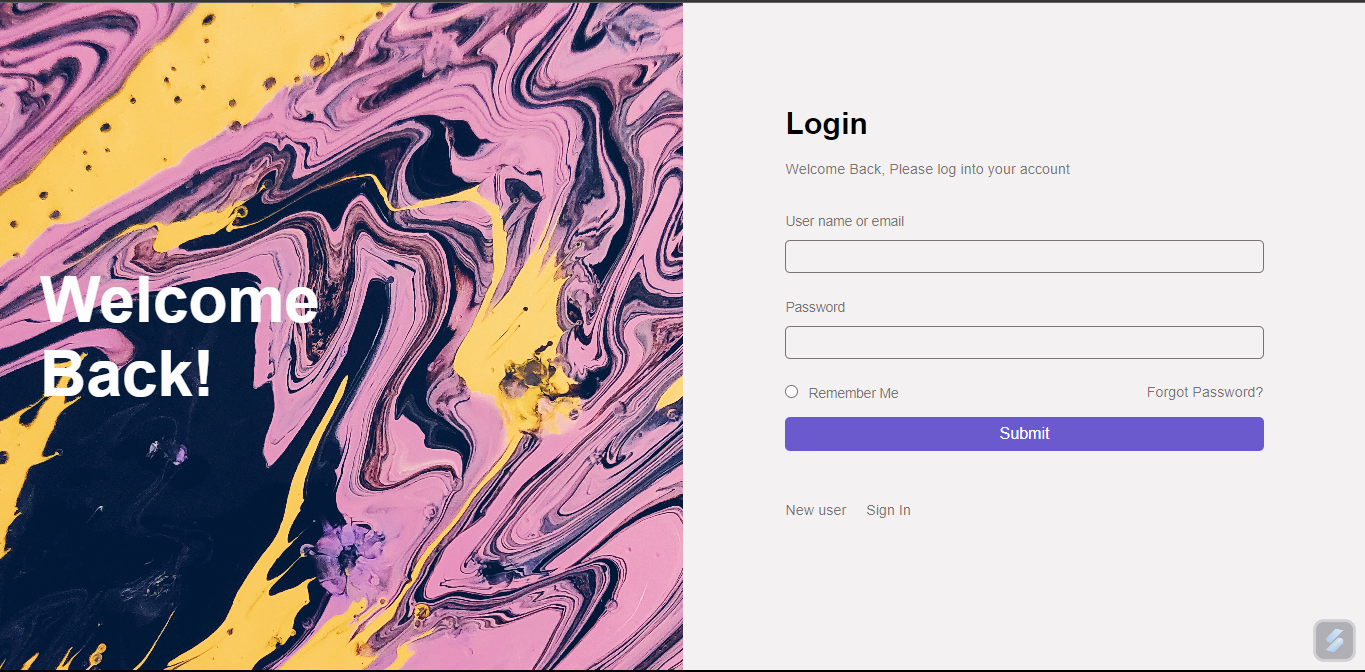 Welcome
Back!
Login
Welcome Back, Please log into your account
User name or email
Password
Remember Me
Forgot Password?
Submit
New user
Sign In